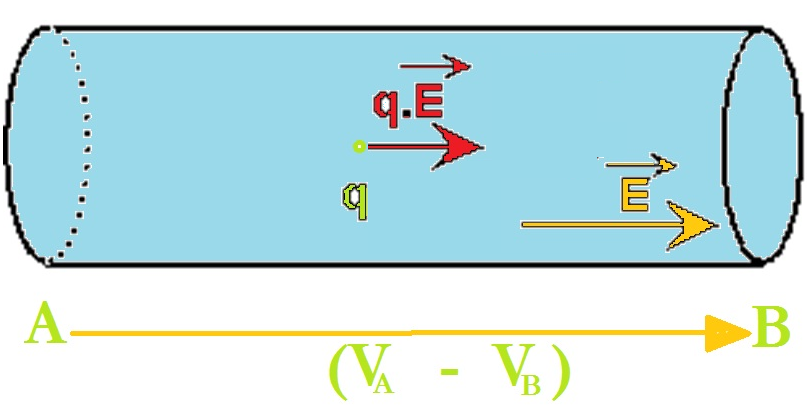 q.E
E
q
A B
(VA - VB)